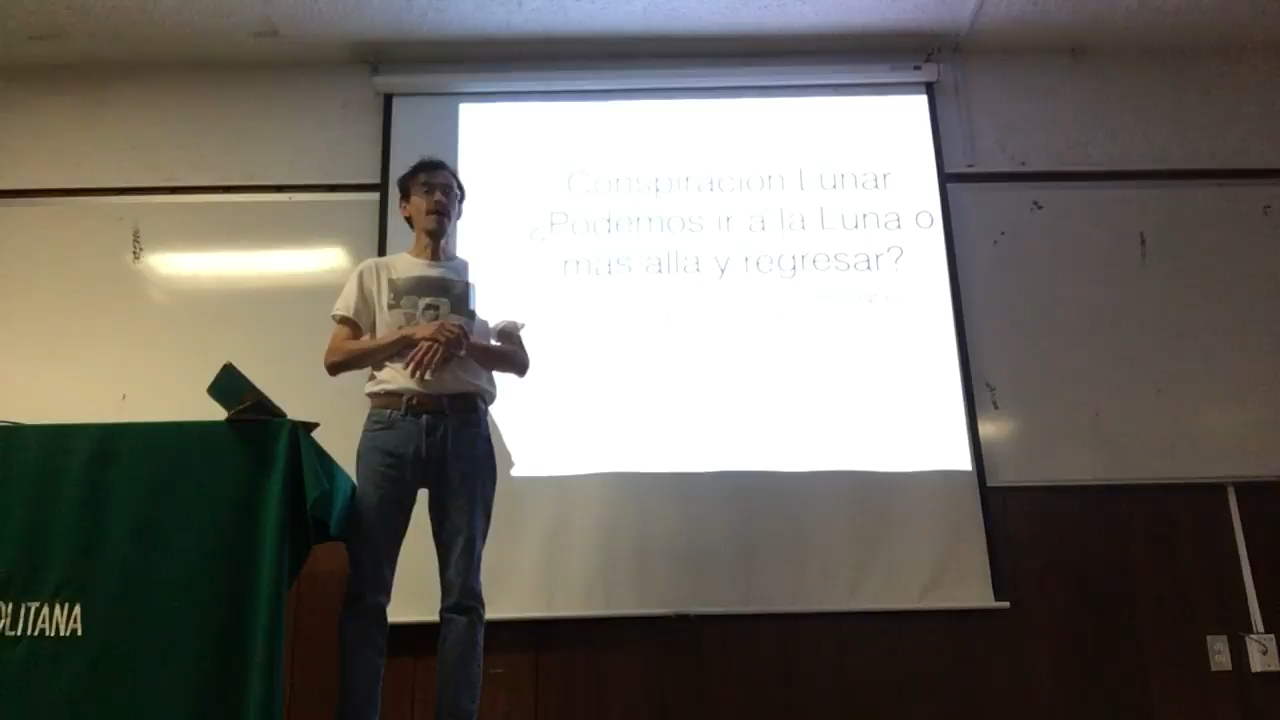 Conspiracion Lunar
¿Podemos ir a la Luna o
mas alla y regresar?
OLITANA